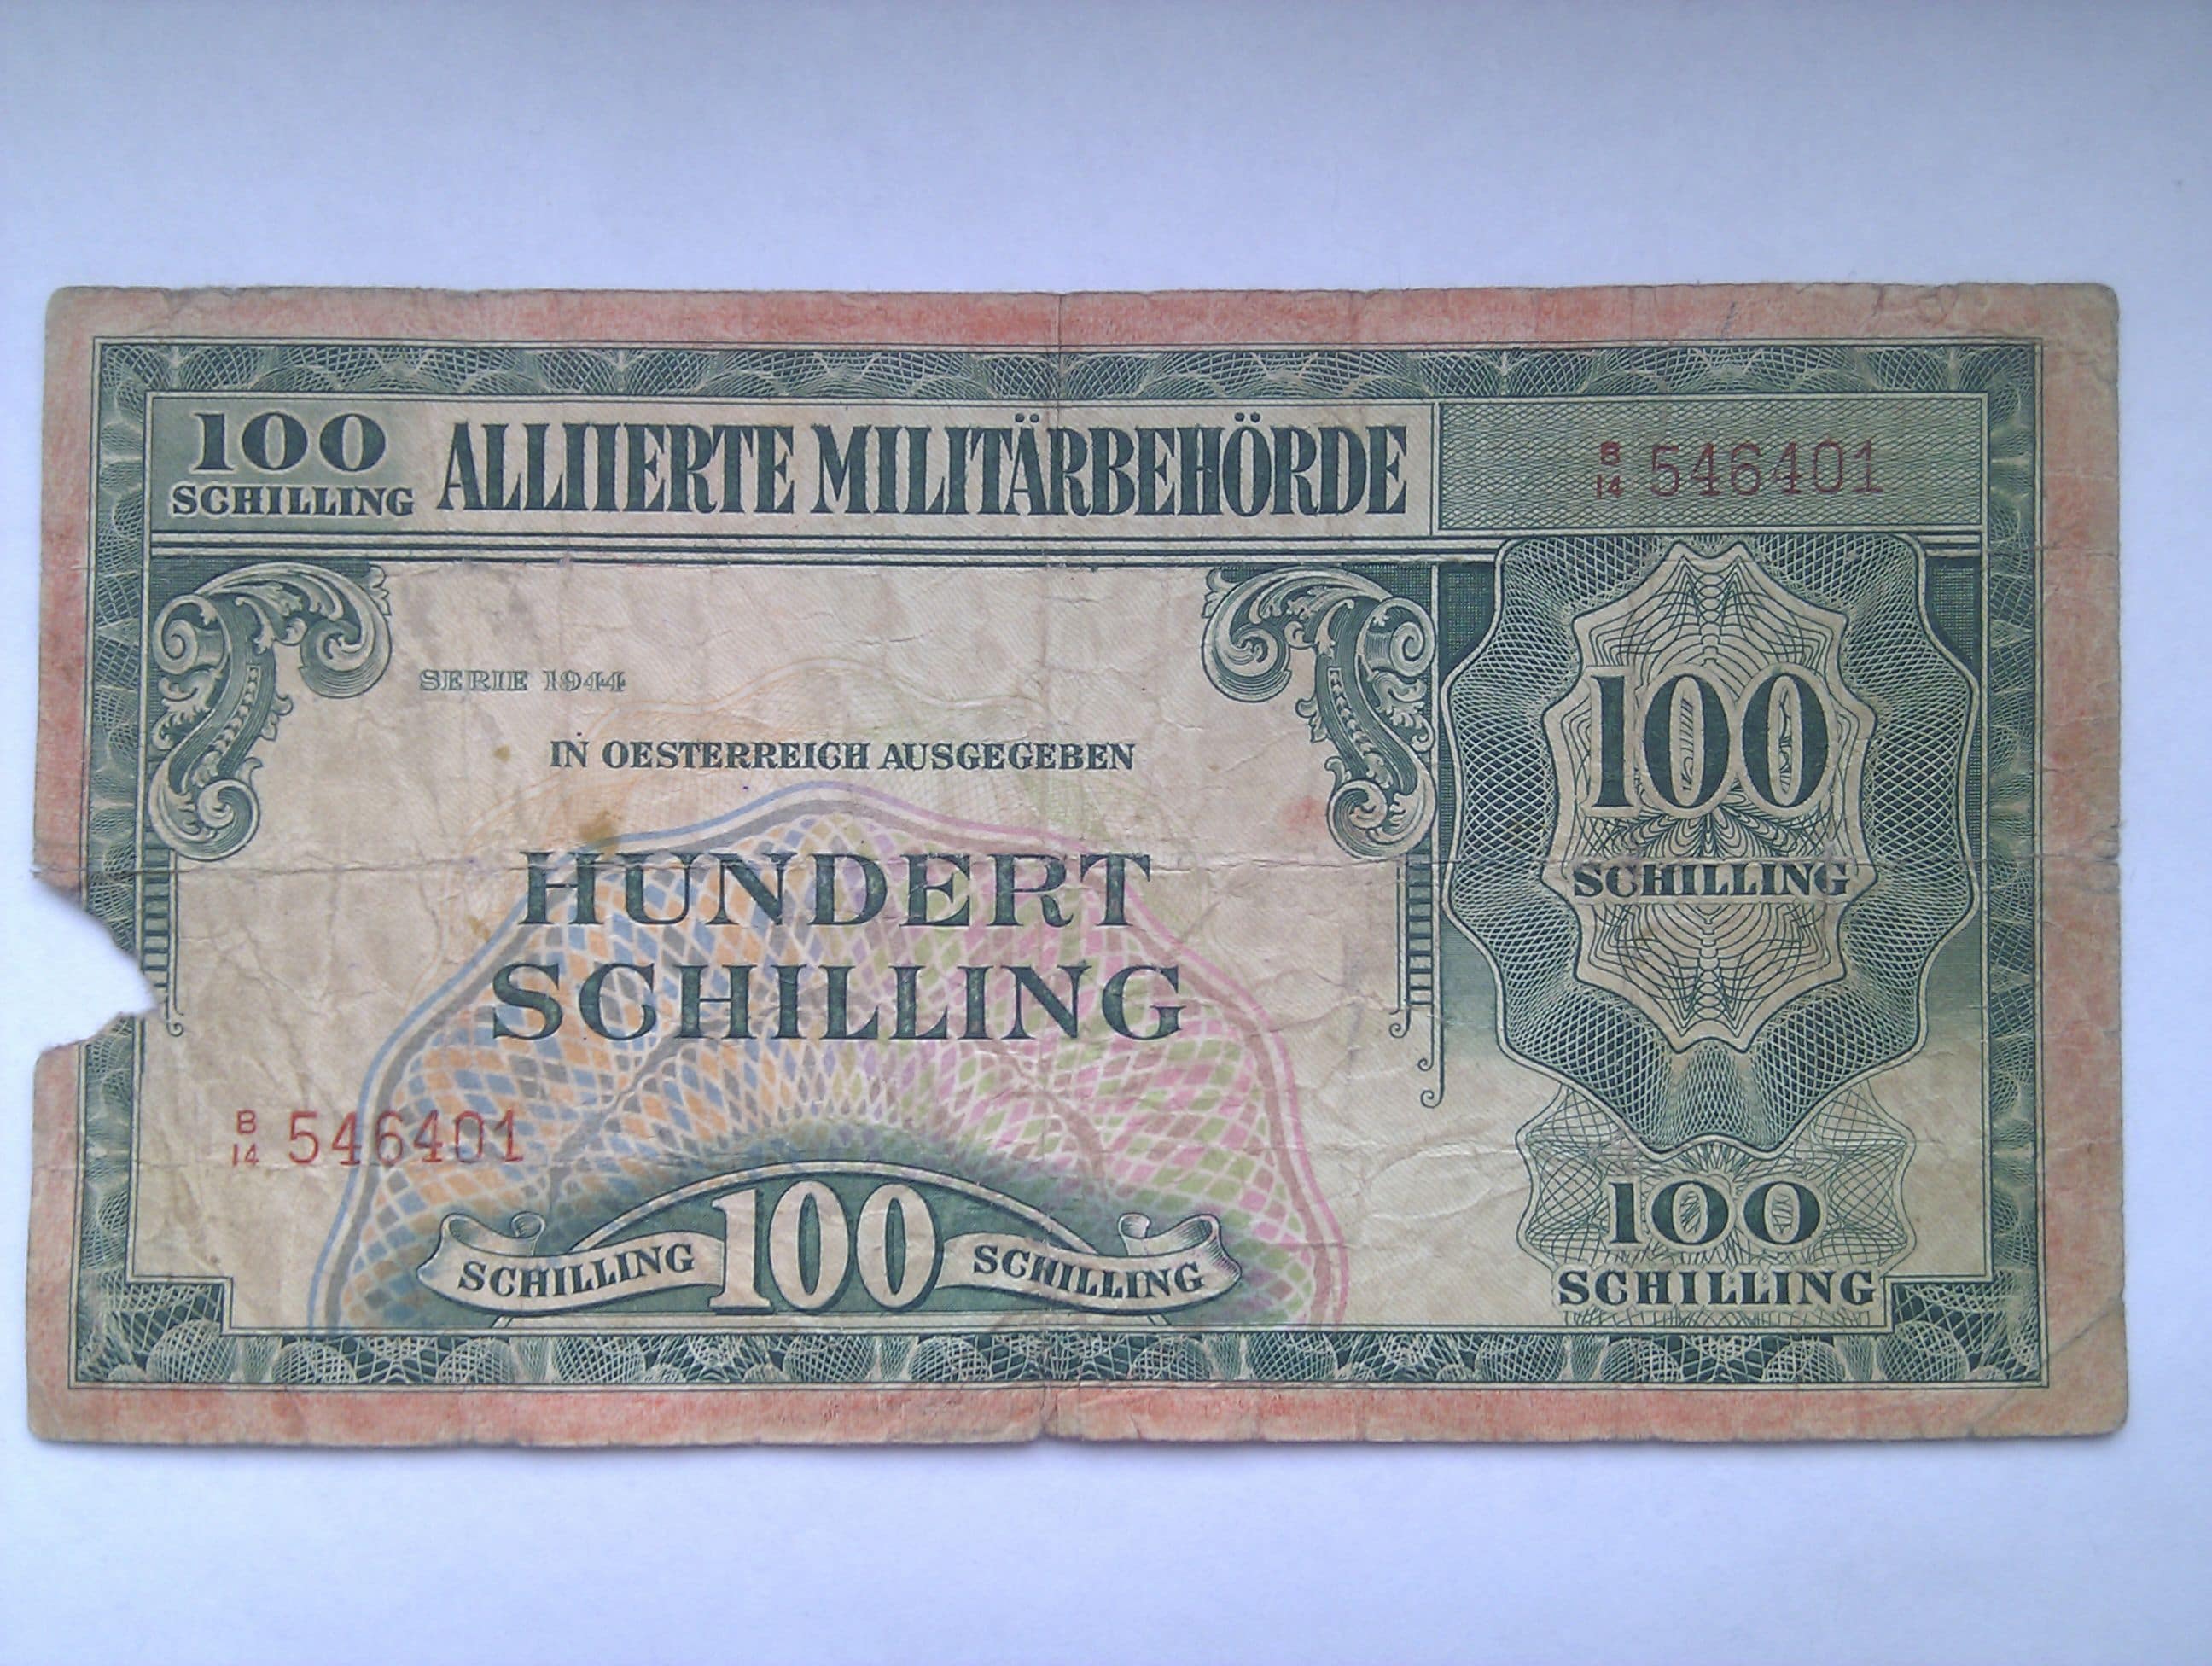 100
SCHILLING
ALLIIERTE MILITÄRBEHÖRDE
B
14 546401
SERIE 1944
IN OESTERREICH AUSGEGEBEN
HUNDERT
SCHILLING
100
SCHILLING
B
14 546401
SCHILLING 100 SCHILLING
100
SCHILLING